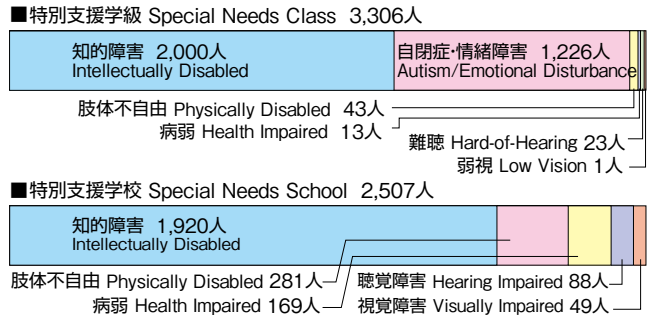 ■特別支援学級 Special Needs Class 3,306人
知的障害 2,000人
Intellectually Disabled
自閉症・情緒障害 1,226人
Autism/Emotional Disturbance
肢体不自由 Physically Disabled 43人
病弱 Health Impaired 13人
難聴 Hard-of-Hearing 23人
弱視 Low Vision 1人
■特別支援学校 Special Needs School 2,507人
知的障害 1,920人
Intellectually Disabled
肢体不自由 Physically Disabled 281人
聴覚障害 Hearing Impaired 88人
病弱 Health Impaired 169人
視覚障害 Visually Impaired 49人